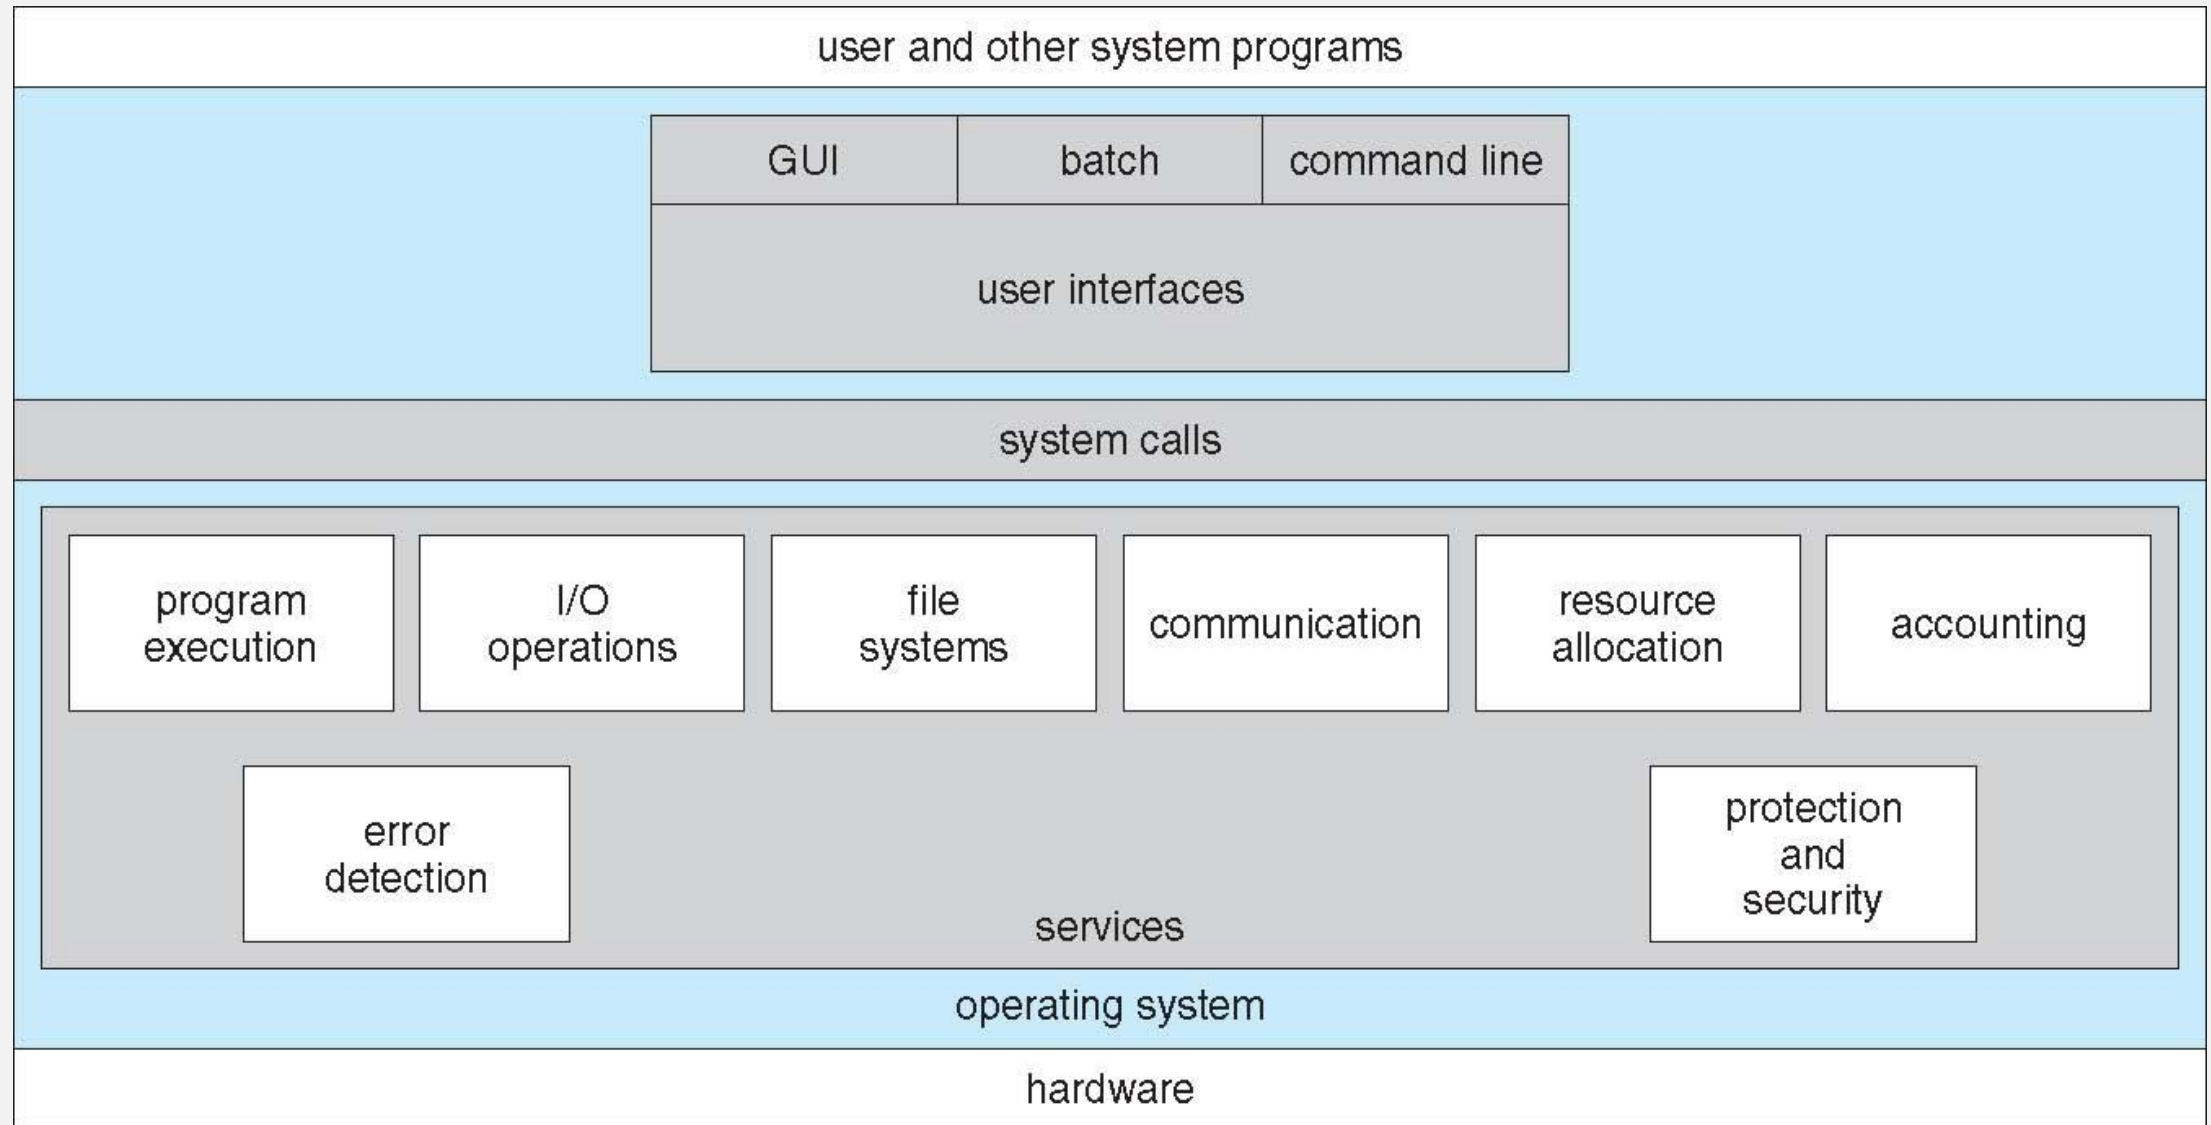 user and other system programs
GUI
batch
command line
user interfaces
system calls
program
execution
I/O
operations
file
systems
communication
resource
allocation
accounting
error
detection
protection
and
security
services
operating system
hardware